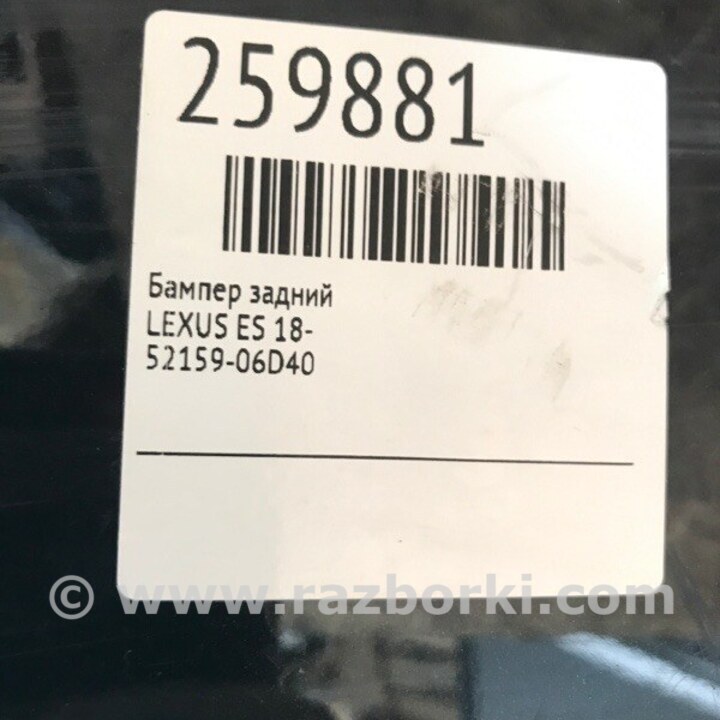 259881
Бампер задний
LEXUS ES 18-
52159-06D40
© www.razborki.com